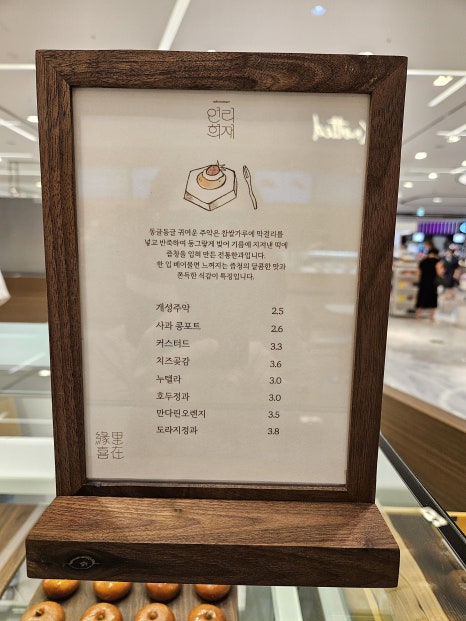 연리
희재
동글동글 귀여운 주악은 찹쌀가루에 막걸리를
넣고 반죽하여 동그랗게 빚어 기름에 지져낸 떡에
즙청을 입혀 만든 전통한과입니다.
한 입 베어물면 느껴지는 즙청의 달콤한 맛과
쫀득한 식감이 특징입니다.
개성주악 2.5
사과 콩포트 2.6
커스터드 3.3
치즈곶감 3.6
누텔라 3.0
호두정과 3.0
만다린오렌지 3.5
도라지정과 3.8
緣里
喜在